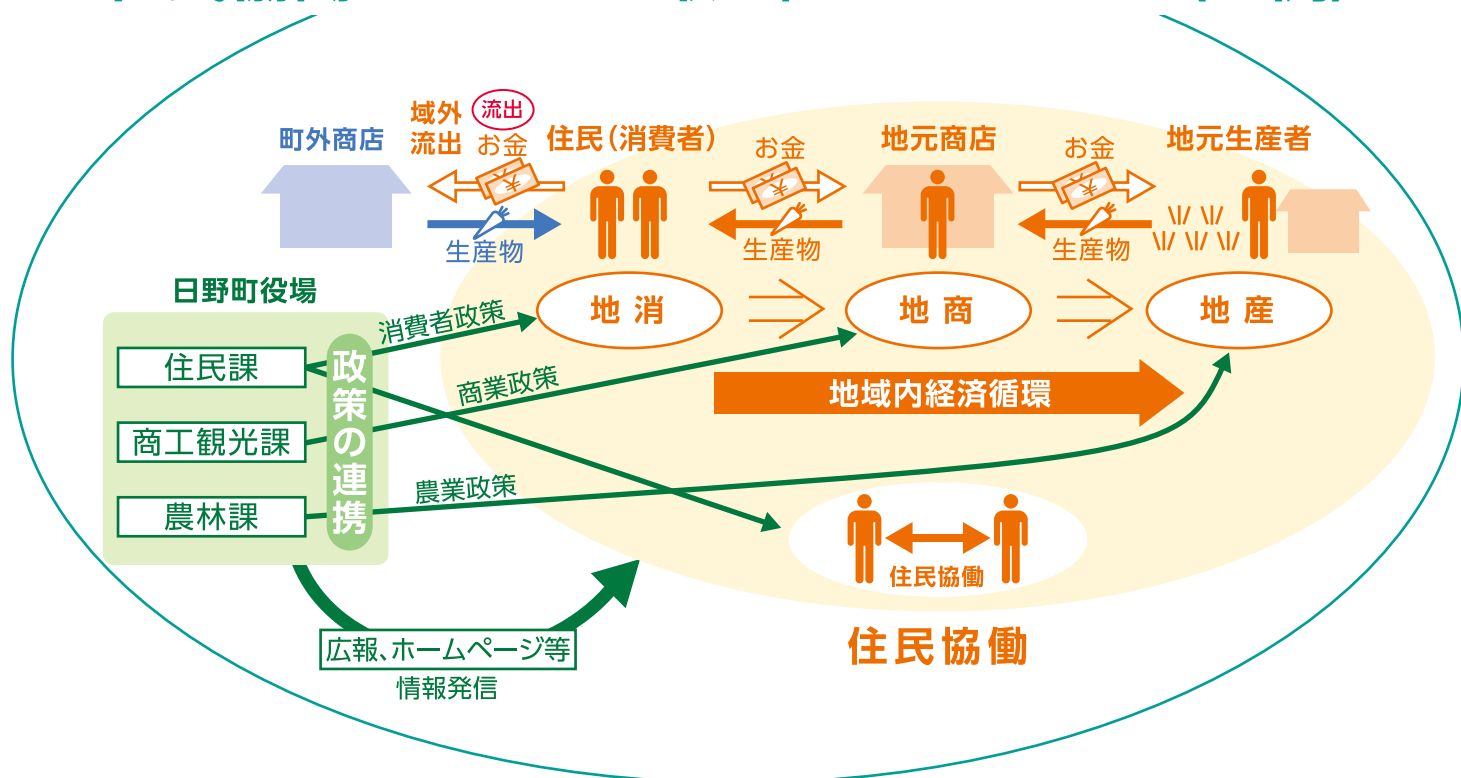 域外
流出
流出
お金
町外商店
住民(消費者)
お金
地元商店
お金
地元生産者
生産物
生産物
生産物
日野町役場
地消
地商
地産
住民課
商工観光課
農林課
政策の連携
消費者政策
商業政策
農業政策
地域内経済循環
住民協働
住民協働
広報、ホームページ等
情報発信